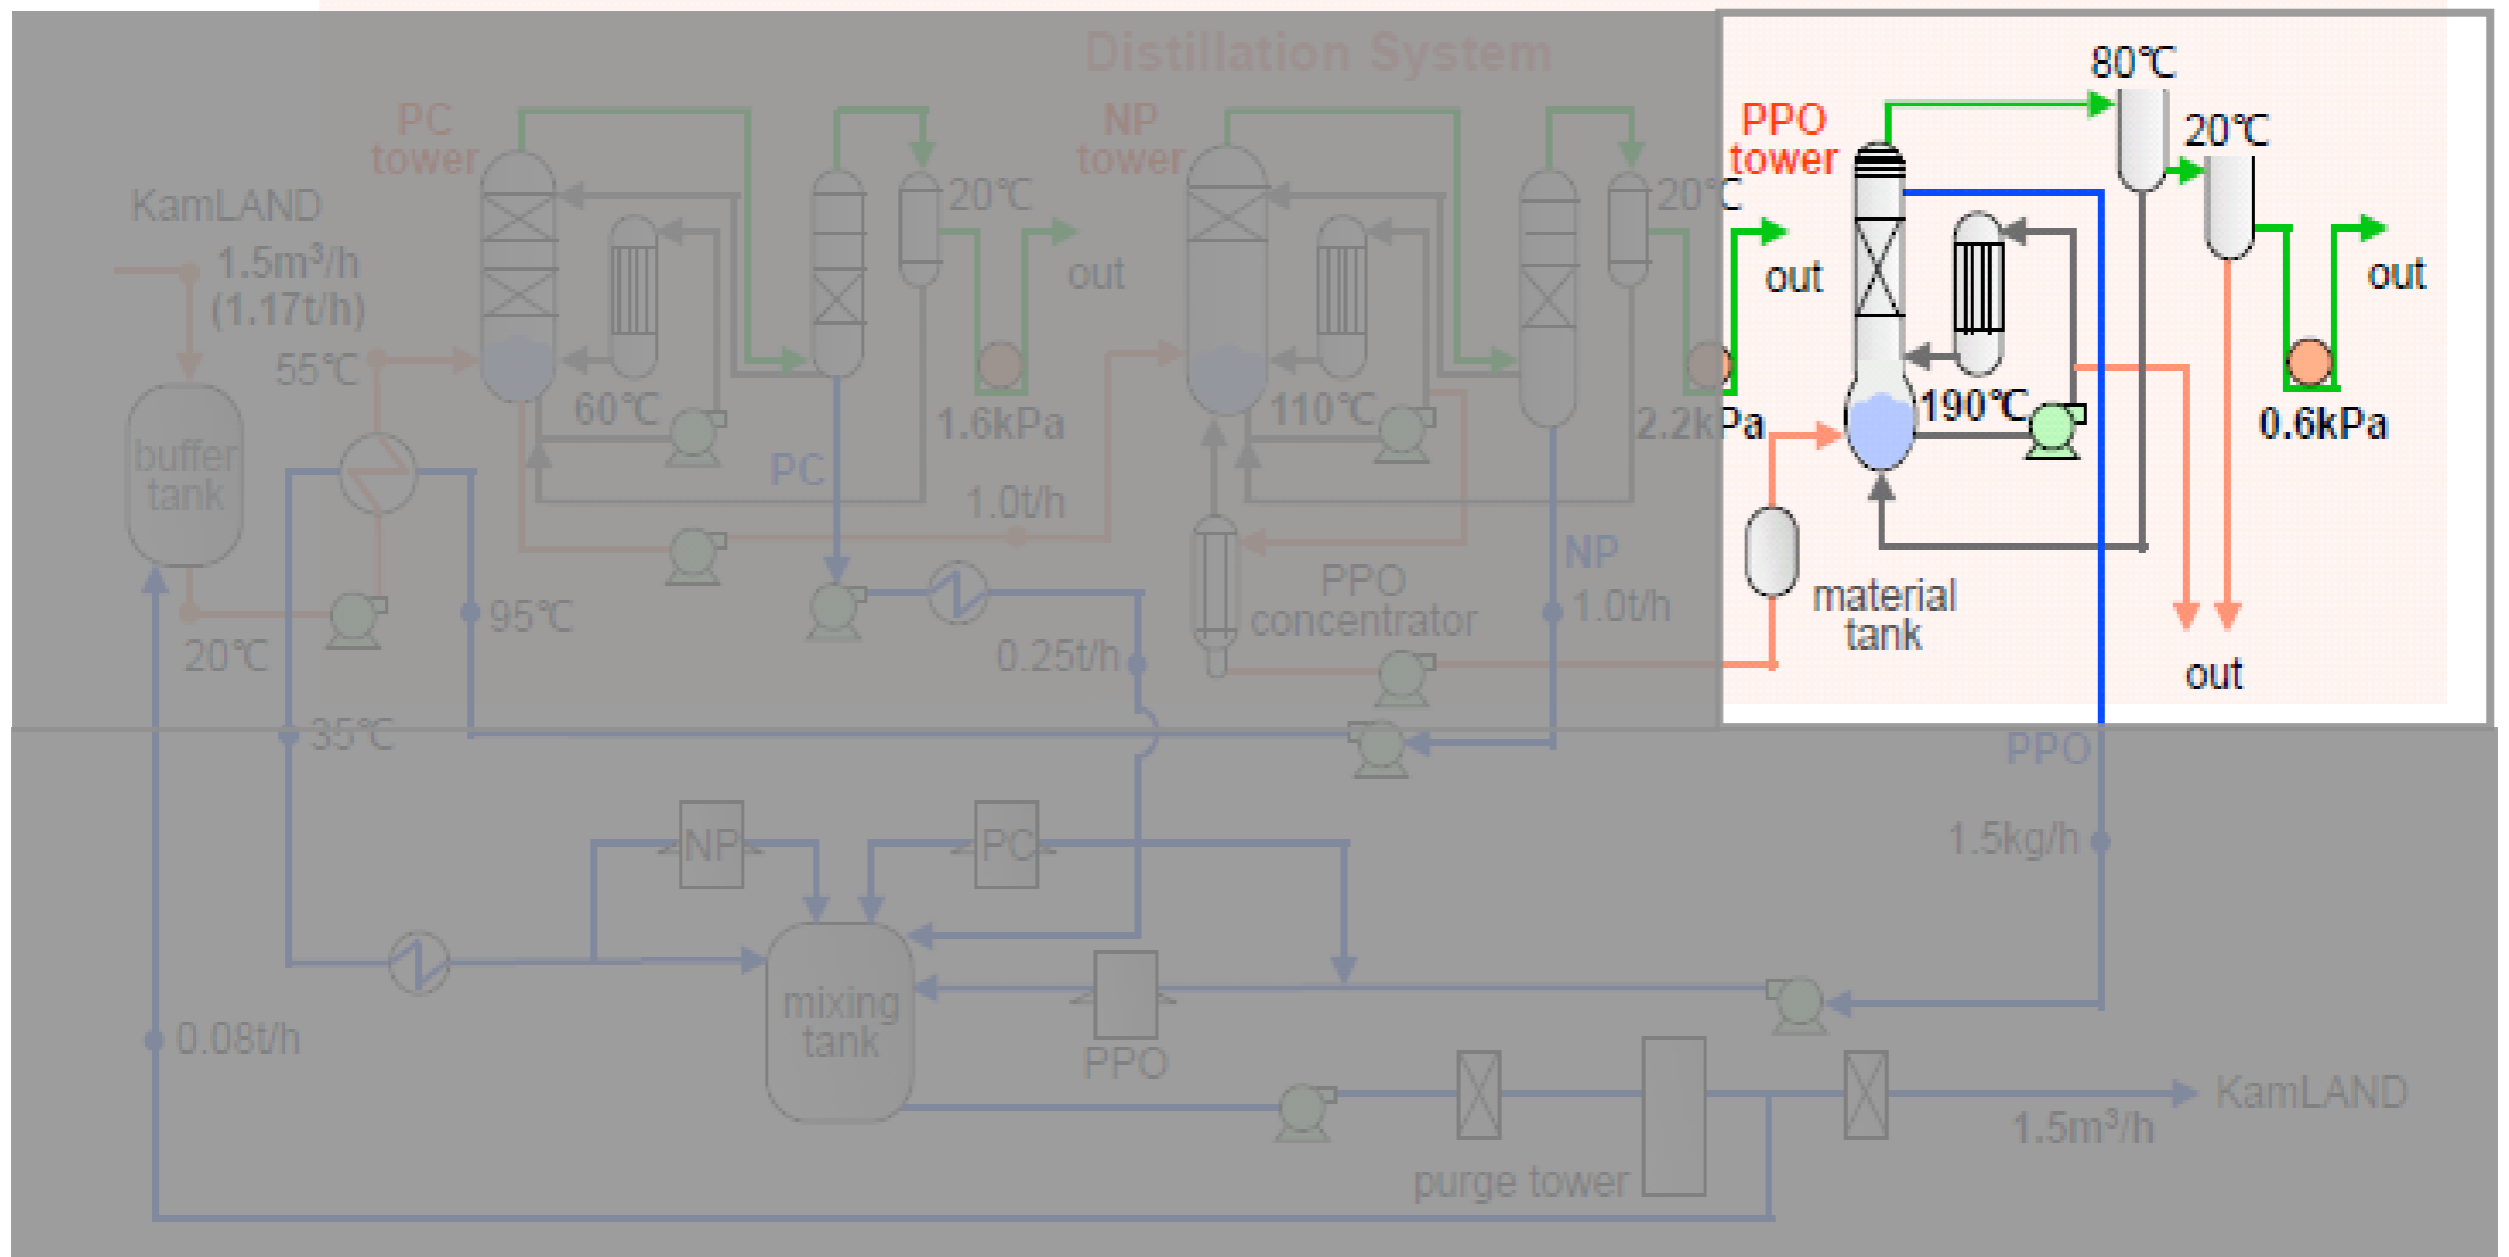 Distillation System
PC
tower
NP
tower
PPO
tower
80℃
20℃
20℃
20℃
KamLAND
1.5m³/h
(1.17t/h)
out
out
out
55℃
60℃
110℃
190℃
1.6kPa
2.2kPa
0.6kPa
buffer
tank
PC
1.0t/h
NP
PPO
concentrator
1.0t/h
material
tank
95℃
20℃
0.25t/h
out
35℃
PPO
NP
PC
1.5kg/h
mixing
tank
0.08t/h
PPO
KamLAND
1.5m³/h
purge tower